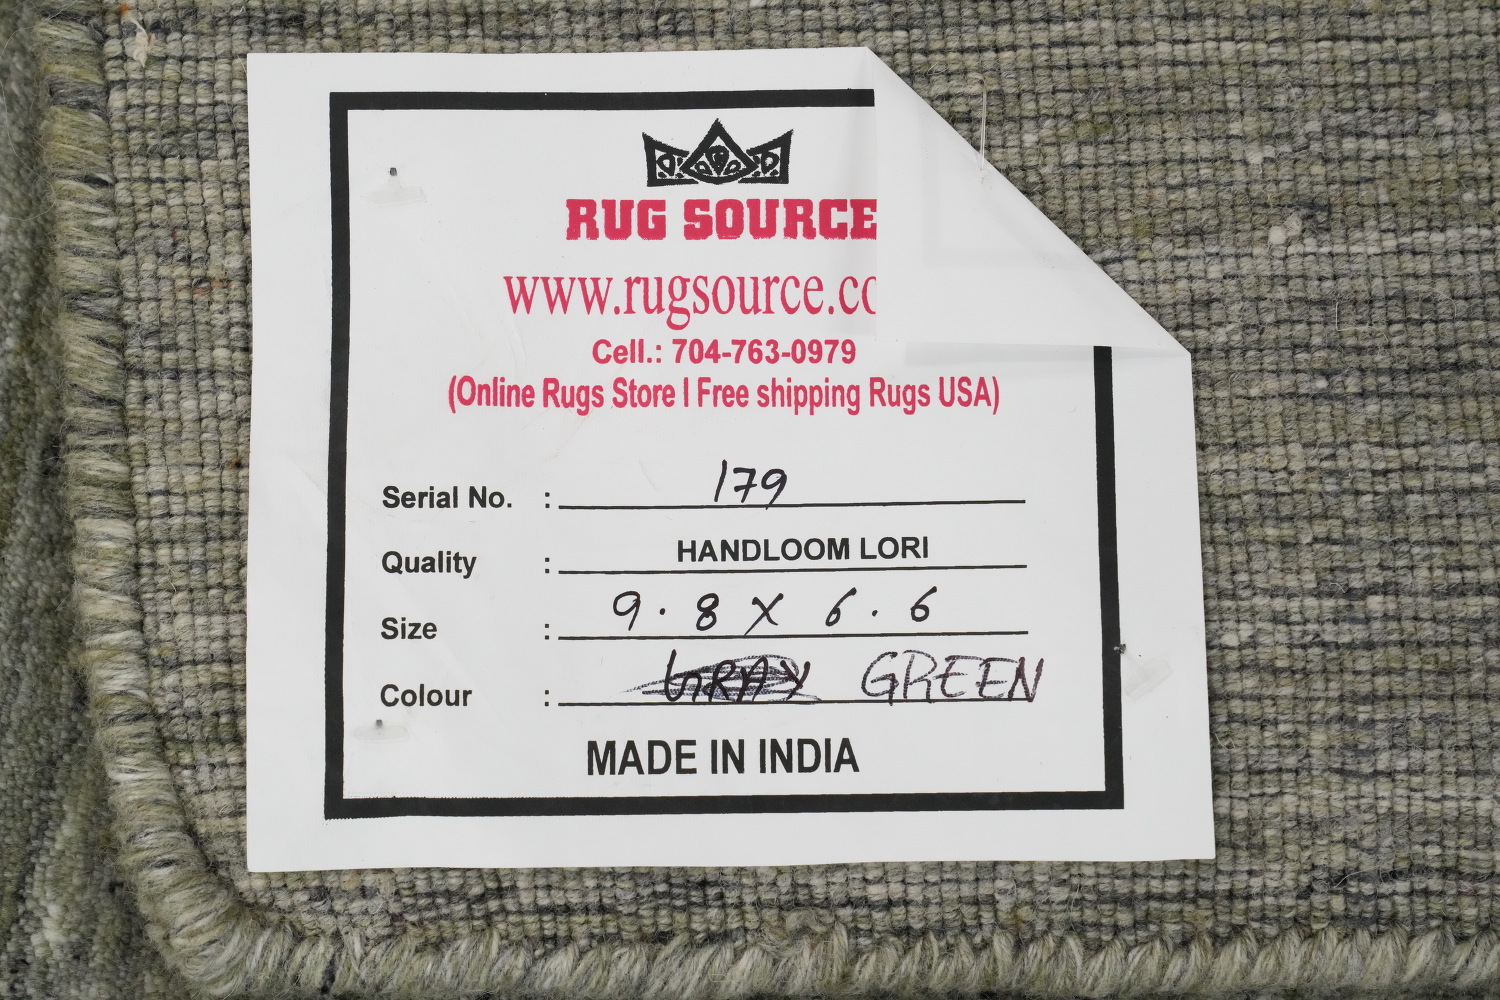 RUG SOURCE
www.rugsource.co
Cell.: 704-763-0979
(Online Rugs Store I Free shipping Rugs USA)
Serial No. : 179
Quality : HANDLOOM LORI
Size : 9.8 X 6.6
Colour : GRAY GREEN
MADE IN INDIA